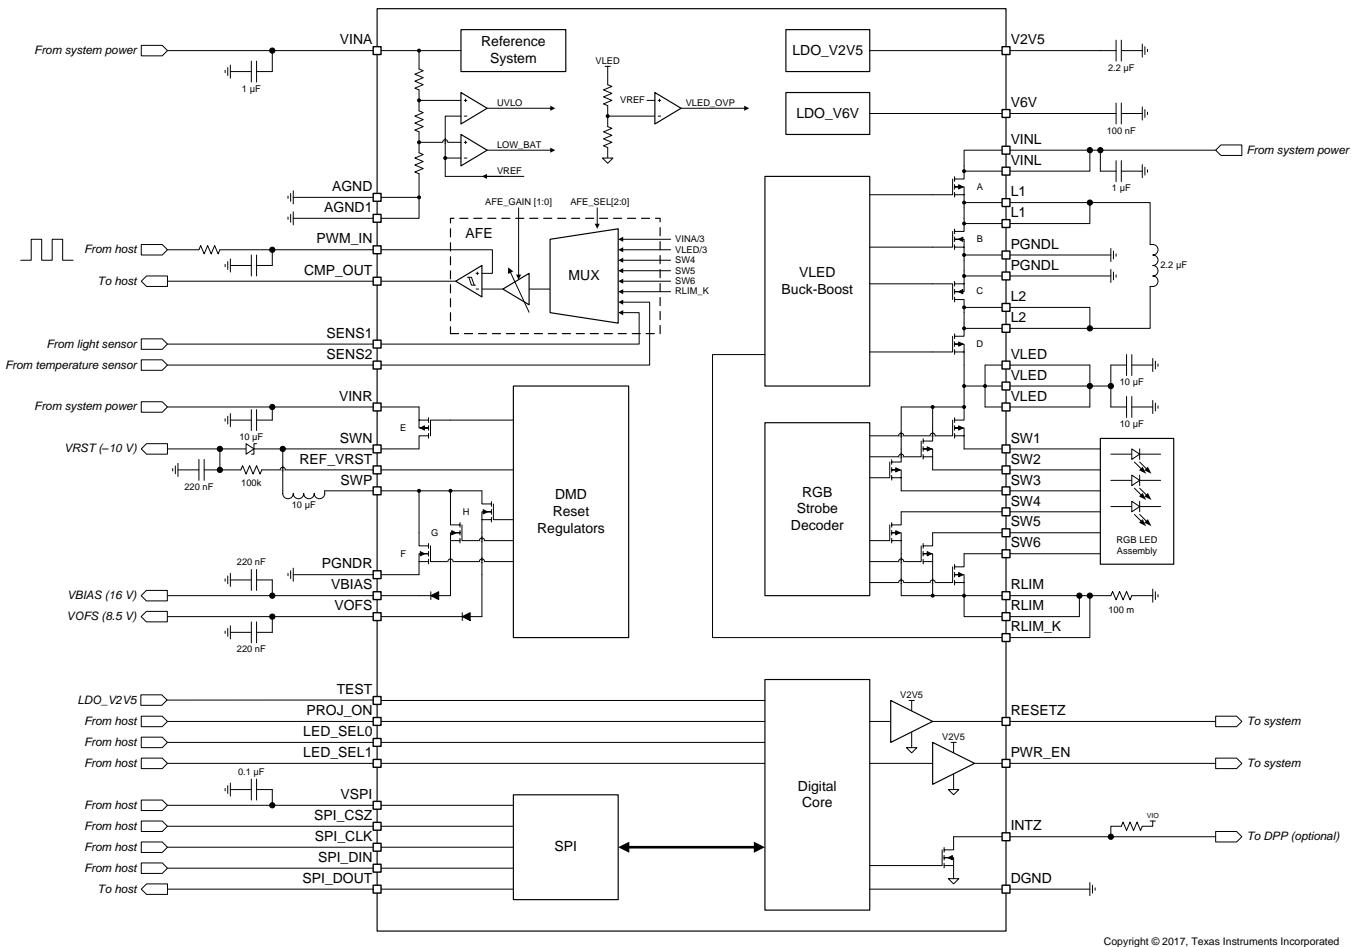 VINA
From system power
1 µF
Reference
System
UVLO
LOW_BAT
VREF
VLED
VREF
VLED_OVP
LDO_V2V5
V2V5
2.2 µF
LDO_V6V
V6V
100 nF
VINL
VINL
From system power
1 µF
AGND
AGND1
AFE_GAIN [1:0]
AFE_SEL[2:0]
AFE
MUX
VINA/3
VLED/3
SW4
SW5
SW6
RLIM_K
From host
PWM_IN
To host
CMP_OUT
From light sensor
SENS1
From temperature sensor
SENS2
VLED
Buck-Boost
A
B
C
D
L1
L1
PGNDL
PGNDL
L2
L2
2.2 µF
VLED
VLED
VLED
10 µF
10 µF
From system power
VINR
10 µF
E
VRST (–10 V)
SWN
REF_VRST
220 nF
100k
SWP
10 µF
H
G
F
DMD
Reset
Regulators
PGNDR
220 nF
VBIAS (16 V)
VBIAS
VOFS (8.5 V)
VOFS
220 nF
RGB
Strobe
Decoder
SW1
SW2
SW3
SW4
SW5
SW6
RGB LED
Assembly
RLIM
RLIM
RLIM_K
100 m
LDO_V2V5
TEST
From host
PROJ_ON
From host
LED_SEL0
From host
LED_SEL1
0.1 µF
From host
VSPI
From host
SPI_CSZ
From host
SPI_CLK
From host
SPI_DIN
To host
SPI_DOUT
SPI
Digital
Core
V2V5
RESETZ
To system
V2V5
PWR_EN
To system
INTZ
VIO
To DPP (optional)
DGND
Copyright © 2017, Texas Instruments Incorporated